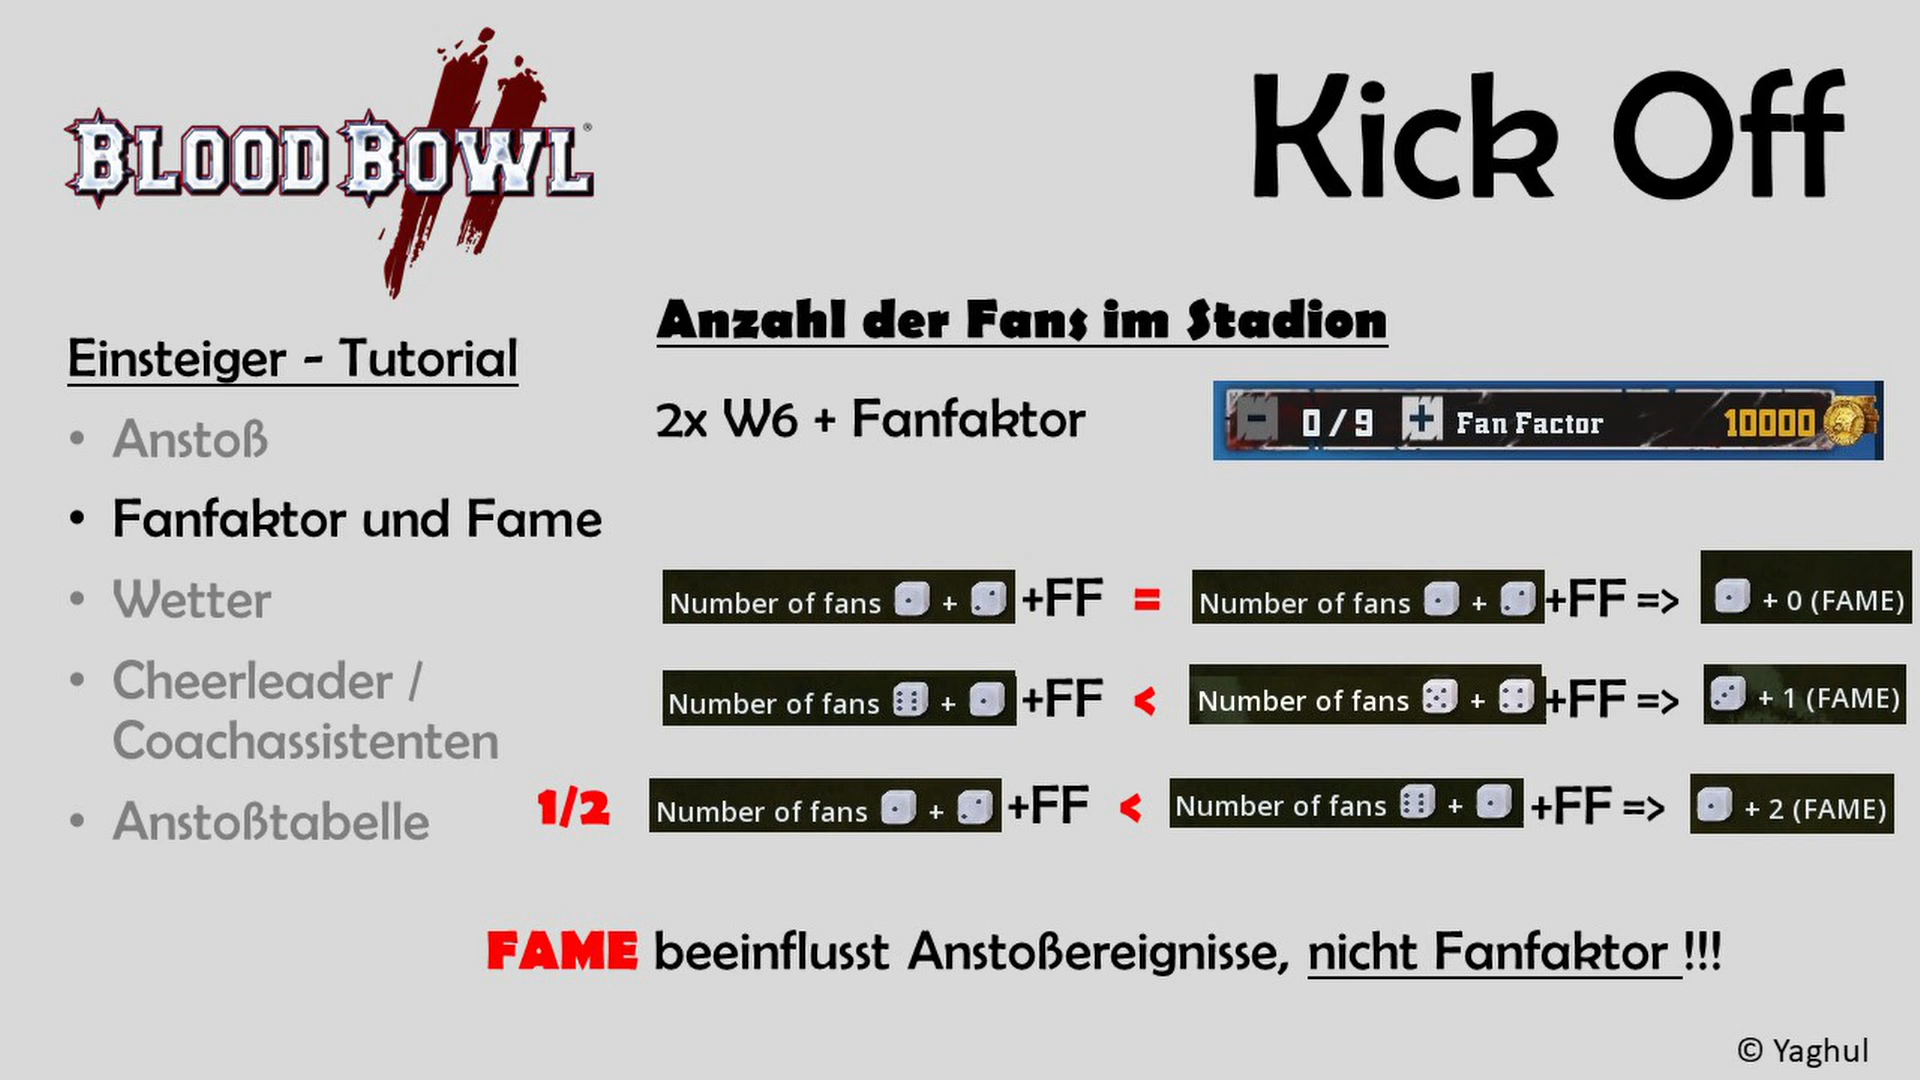 BLOOD BOWL®
II
Kick Off
Einsteiger - Tutorial
• Anstoß
• Fanfaktor und Fame
• Wetter
• Cheerleader /
Coachassistenten
• Anstoßtabelle
Anzahl der Fans im Stadion
2x W6 + Fanfaktor
- 0 / 9 + Fan Factor 10000
Number of fans + +FF = Number of fans + +FF => + 0 (FAME)
Number of fans + +FF < Number of fans + +FF => + 1 (FAME)
1/2 Number of fans + +FF < Number of fans + +FF => + 2 (FAME)
FAME beeinflusst Anstoßereignisse, nicht Fanfaktor !!!
© Yaghul